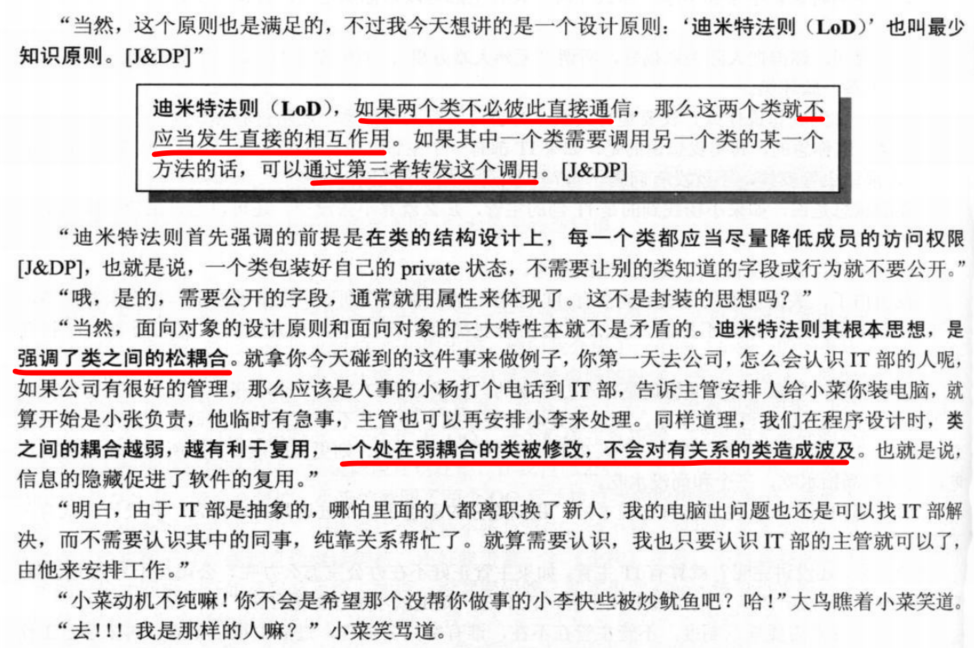 “当然，这个原则也是满足的，不过我今天想讲的是一个设计原则：‘迪米特法则（LoD）’也叫最少
知识原则。[J&DP]”
迪米特法则（LoD），如果两个类不必彼此直接通信，那么这两个类就不
应当发生直接的相互作用。如果其中一个类需要调用另一个类的某一个
方法的话，可以通过第三者转发这个调用。[J&DP]
“迪米特法则首先强调的前提是在类的结构设计上，每一个类都应当尽量降低成员的访问权限
[J&DP]，也就是说，一个类包装好自己的 private 状态，不需要让别的类知道的字段或行为就不要公开。”
“哦，是的，需要公开的字段，通常就用属性来体现了。这不是封装的思想吗？”
“当然，面向对象的设计原则和面向对象的三大特性本就不是矛盾的。迪米特法则其根本思想，是
强调了类之间的松耦合。就拿你今天碰到的这件事来做例子，你第一天去公司，怎么会认识 IT 部的人呢，
如果公司有很好的管理，那么应该是人事的小杨打个电话到 IT 部，告诉主管安排人给小菜你装电脑，就
算开始是小张负责，他临时有急事，主管也可以再安排小李来处理。同样道理，我们在程序设计时，类
之间的耦合越弱，越有利于复用，一个处在弱耦合的类被修改，不会对有关系的类造成波及。也就是说，
信息的隐藏促进了软件的复用。”
“明白，由于 IT 部是抽象的，哪怕里面的人都离职换了新人，我的电脑出问题也还是可以找 IT 部解
决，而不需要认识其中的同事，纯靠关系帮忙了。就算需要认识，我也只要认识 IT 部的主管就可以了，
由他来安排工作。”
“小菜动机不纯嘛！你不会是希望那个没帮你做事的小李快些被炒鱿鱼吧？哈！”大鸟瞧着小菜笑道。
“去！！！我是那样的人嘛？”小菜笑骂道。